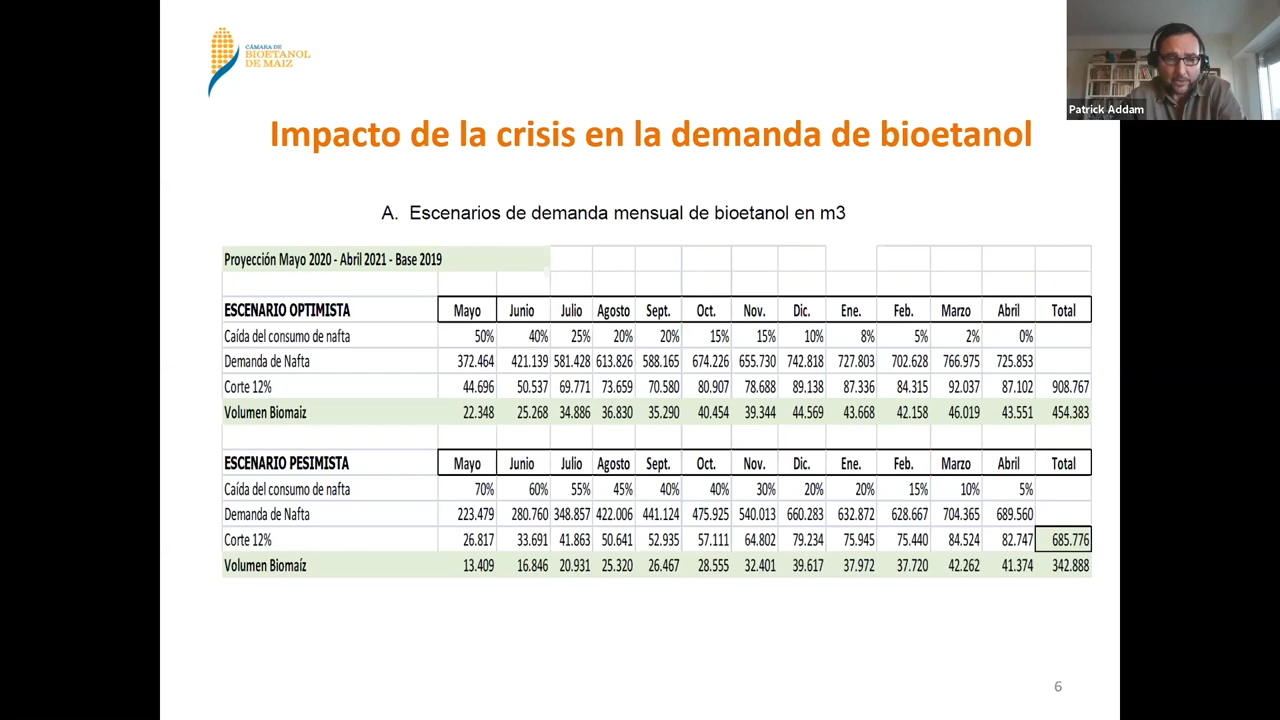 CÁMARA DE
BIOETANOL
DE MAIZ
Patrick Addam
Impacto de la crisis en la demanda de bioetanol
A. Escenarios de demanda mensual de bioetanol en m3
Proyección Mayo 2020 - Abril 2021 - Base 2019
ESCENARIO OPTIMISTA Mayo Junio Julio Agosto Sept. Oct. Nov. Dic. Ene. Feb. Marzo Abril Total
Caída del consumo de nafta 50% 40% 25% 20% 20% 15% 15% 10% 8% 5% 2% 0%
Demanda de Nafta 372.464 421.139 581.428 613.826 588.165 674.226 655.730 742.818 727.803 702.628 766.975 725.853
Corte 12% 44.696 50.537 69.771 73.659 70.580 80.907 78.688 89.138 87.336 84.315 92.037 87.102 908.767
Volumen Biomaiz 22.348 25.268 34.886 36.830 35.290 40.454 39.344 44.569 43.668 42.158 46.019 43.551 454.383
ESCENARIO PESIMISTA Mayo Junio Julio Agosto Sept. Oct. Nov. Dic. Ene. Feb. Marzo Abril Total
Caída del consumo de nafta 70% 60% 55% 45% 40% 40% 30% 20% 20% 15% 10% 5%
Demanda de Nafta 223.479 280.760 348.857 422.006 441.124 475.925 540.013 660.283 632.872 628.667 704.365 689.560
Corte 12% 26.817 33.691 41.863 50.641 52.935 57.111 64.802 79.234 75.945 75.440 84.524 82.747 685.776
Volumen Biomaíz 13.409 16.846 20.931 25.320 26.467 28.555 32.401 39.617 37.972 37.720 42.262 41.374 342.888
6